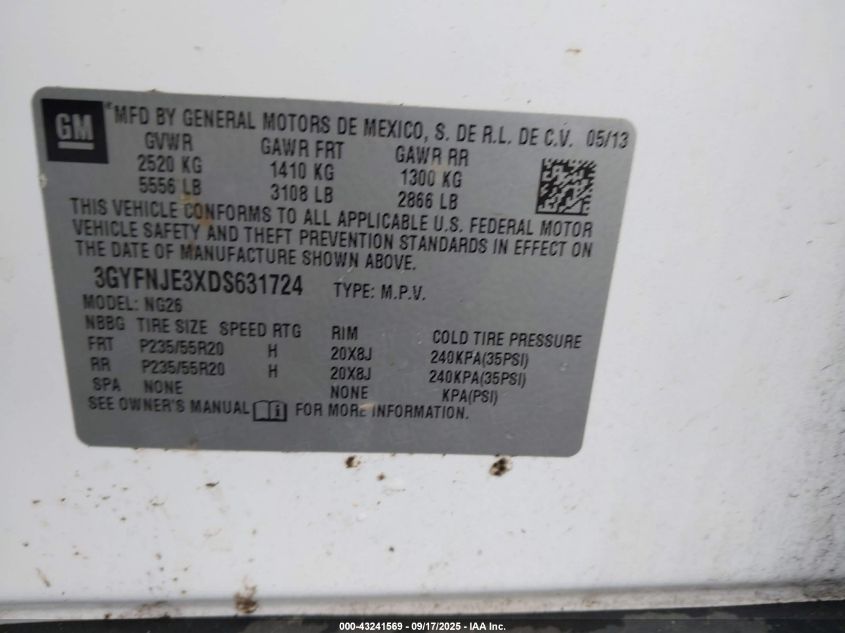 GM
*MFD BY GENERAL MOTORS DE MEXICO, S. DE R.L. DE C.V. 05/13
GVWR GAWR FRT GAWR RR
2520 KG 1410 KG 1300 KG
5556 LB 3108 LB 2866 LB
THIS VEHICLE CONFORMS TO ALL APPLICABLE U.S. FEDERAL MOTOR
VEHICLE SAFETY AND THEFT PREVENTION STANDARDS IN EFFECT ON
THE DATE OF MANUFACTURE SHOWN ABOVE.
3GYFNJE3XDS631724 TYPE: M.P.V.
MODEL: NG26
NBBG TIRE SIZE SPEED RTG RIM COLD TIRE PRESSURE
FRT P235/55R20 H 20X8J 240KPA(35PSI)
RR P235/55R20 H 20X8J 240KPA(35PSI)
SPA NONE NONE KPA(PSI)
SEE OWNER'S MANUAL FOR MORE INFORMATION.
000-43241569 - 09/17/2025 - IAA Inc.